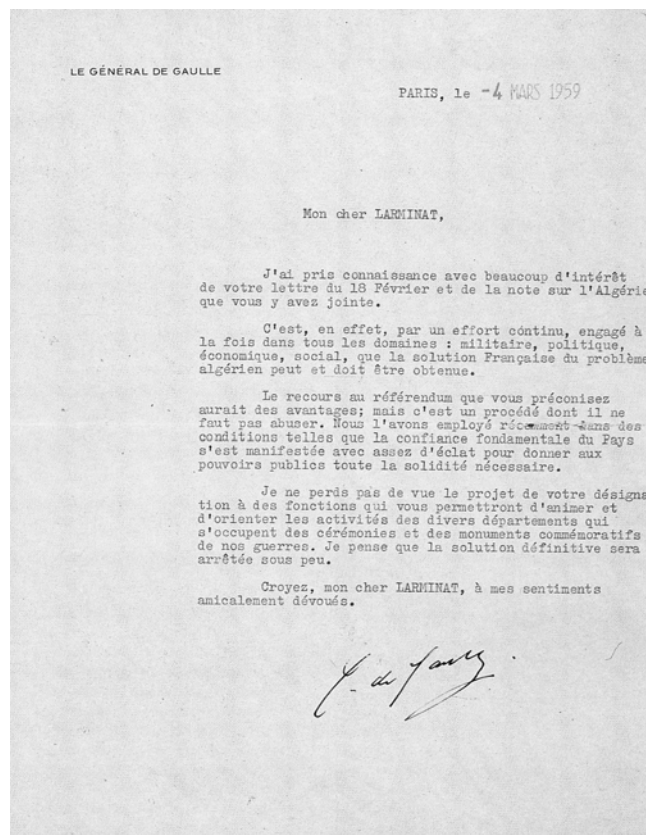 LE GÉNÉRAL DE GAULLE
PARIS, le -4 MARS 1959
Mon cher LARMINAT,
J'ai pris connaissance avec beaucoup d'intérêt
de votre lettre du 18 Février et de la note sur l'Algérie
que vous y avez jointe.
C'est, en effet, par un effort continu, engagé à
la fois dans tous les domaines : militaire, politique,
économique, social, que la solution Française du problème
algérien peut et doit être obtenue.
Le recours au référendum que vous préconisez
aurait des avantages; mais c'est un procédé dont il ne
faut pas abuser. Nous l'avons employé récemment dans des
conditions telles que la confiance fondamentale du Pays
s'est manifestée avec assez d'éclat pour donner aux
pouvoirs publics toute la solidité nécessaire.
Je ne perds pas de vue le projet de votre désigna
tion à des fonctions qui vous permettront d'animer et
d'orienter les activités des divers départements qui
s'occupent des cérémonies et des monuments commémoratifs
de nos guerres. Je pense que la solution définitive sera
arrêtée sous peu.
Croyez, mon cher LARMINAT, à mes sentiments
amicalement dévoués.
C. de Gaulle